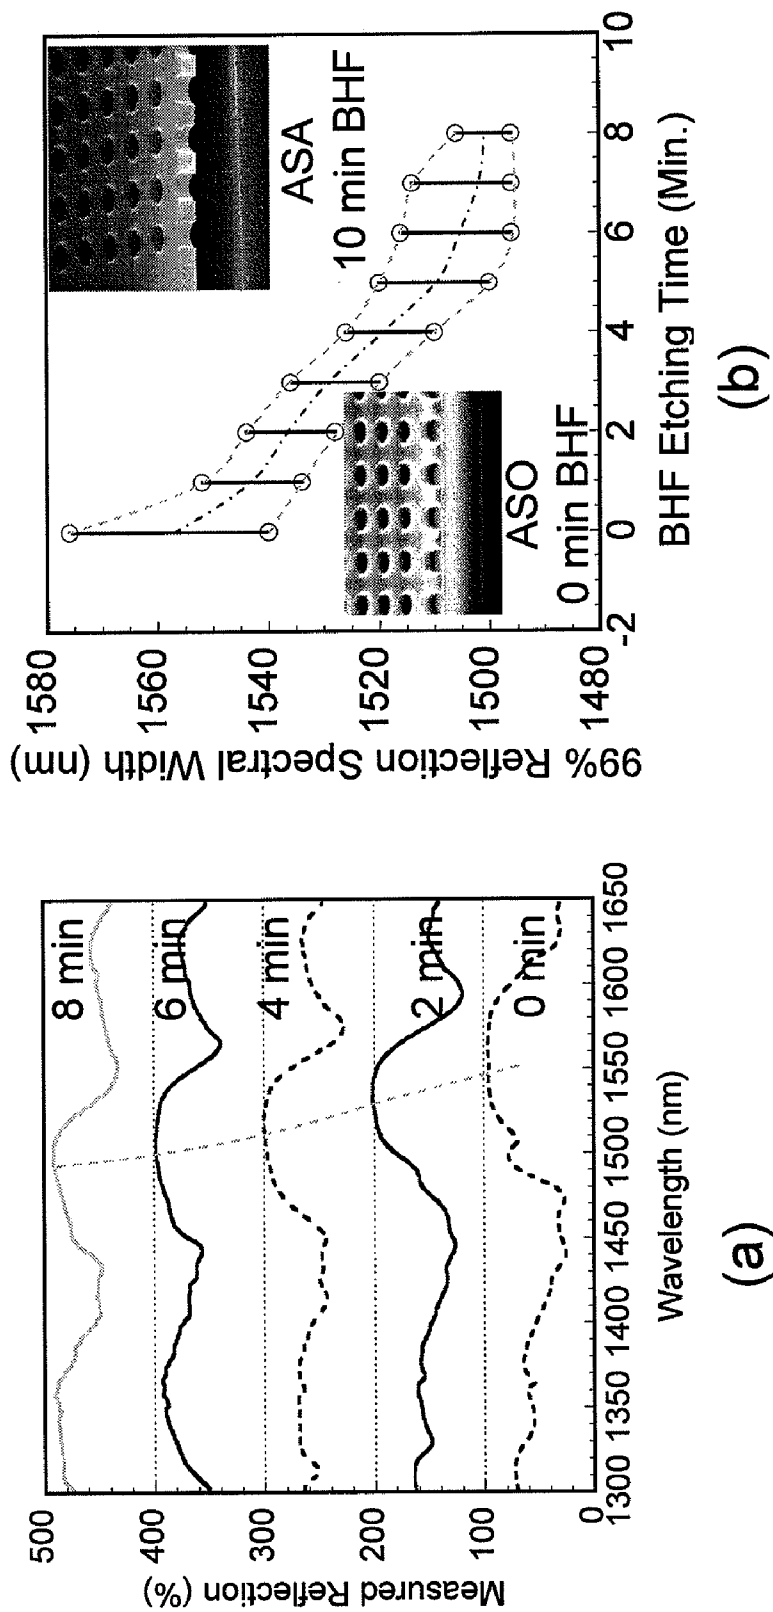 500
400
300
200
100
0
Measured Reflection (%)
8 min
6 min
4 min
2 min
0 min
1300 1350 1400 1450 1500 1550 1600 1650
Wavelength (nm)
(a)
1580
1560
1540
1520
1500
1480
99% Reflection Spectral Width (nm)
ASA
10 min BHF
ASO
0 min BHF
-2 0 2 4 6 8 10
BHF Etching Time (Min.)
(b)